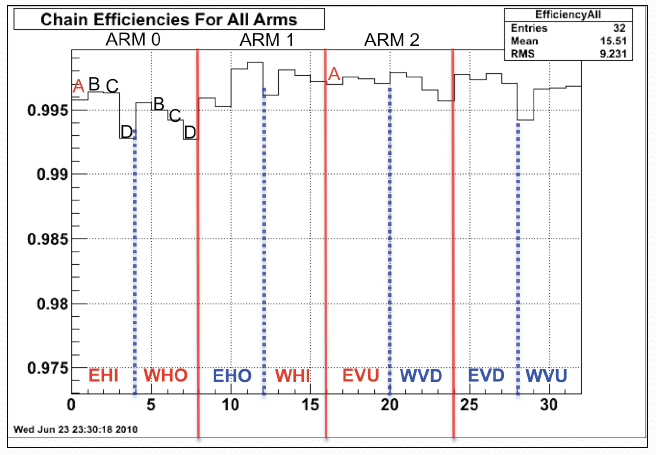 Chain Efficiencies For All Arms
EfficiencyAll
Entries 32
Mean 15.51
RMS 9.231
ARM 0 ARM 1 ARM 2
A B C D B C D A
0.995
0.99
0.985
0.98
0.975
EHI WHO EHO WHI EVU WVD EVD WVU
0 5 10 15 20 25 30
Wed Jun 23 23:30:18 2010